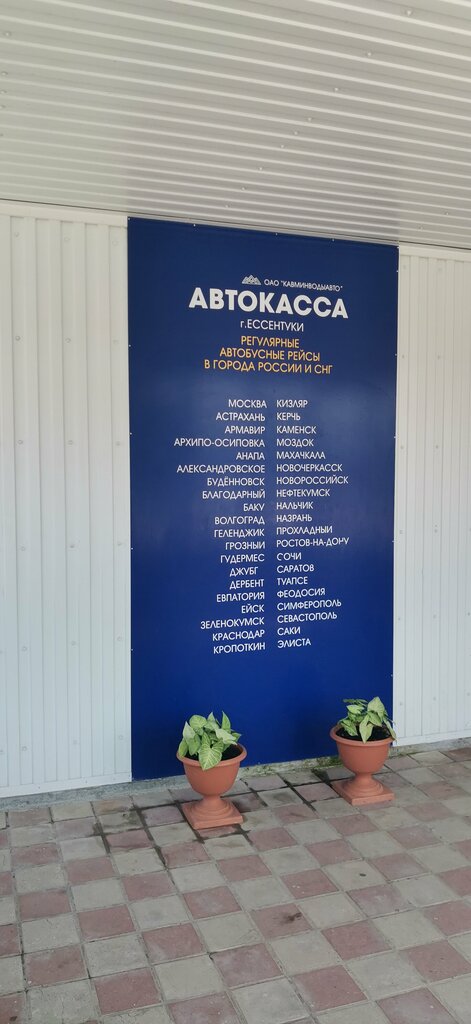 ОАО "КАВМИНВОДЫАВТО"
АВТОКАССА
г.ЕССЕНТУКИ
РЕГУЛЯРНЫЕ
АВТОБУСНЫЕ РЕЙСЫ
В ГОРОДА РОССИИ И СНГ
МОСКВА КИЗЛЯР
АСТРАХАНЬ КЕРЧЬ
АРМАВИР КАМЕНСК
АРХИПО-ОСИПОВКА МОЗДОК
АНАПА МАХАЧКАЛА
АЛЕКСАНДРОВСКОЕ НОВОЧЕРКАССК
БУДЁННОВСК НОВОРОССИЙСК
БЛАГОДАРНЫЙ НЕФТЕКУМСК
БАКУ НАЛЬЧИК
ВОЛГОГРАД НАЗРАНЬ
ГЕЛЕНДЖИК ПРОХЛАДНЫЙ
ГРОЗНЫЙ РОСТОВ-НА-ДОНУ
ГУДЕРМЕС СОЧИ
ДЖУБГ САРАТОВ
ДЕРБЕНТ ТУАПСЕ
ЕВПАТОРИЯ ФЕОДОСИЯ
ЕЙСК СИМФЕРОПОЛЬ
ЗЕЛЕНОКУМСК СЕВАСТОПОЛЬ
КРАСНОДАР САКИ
КРОПОТКИН ЭЛИСТА